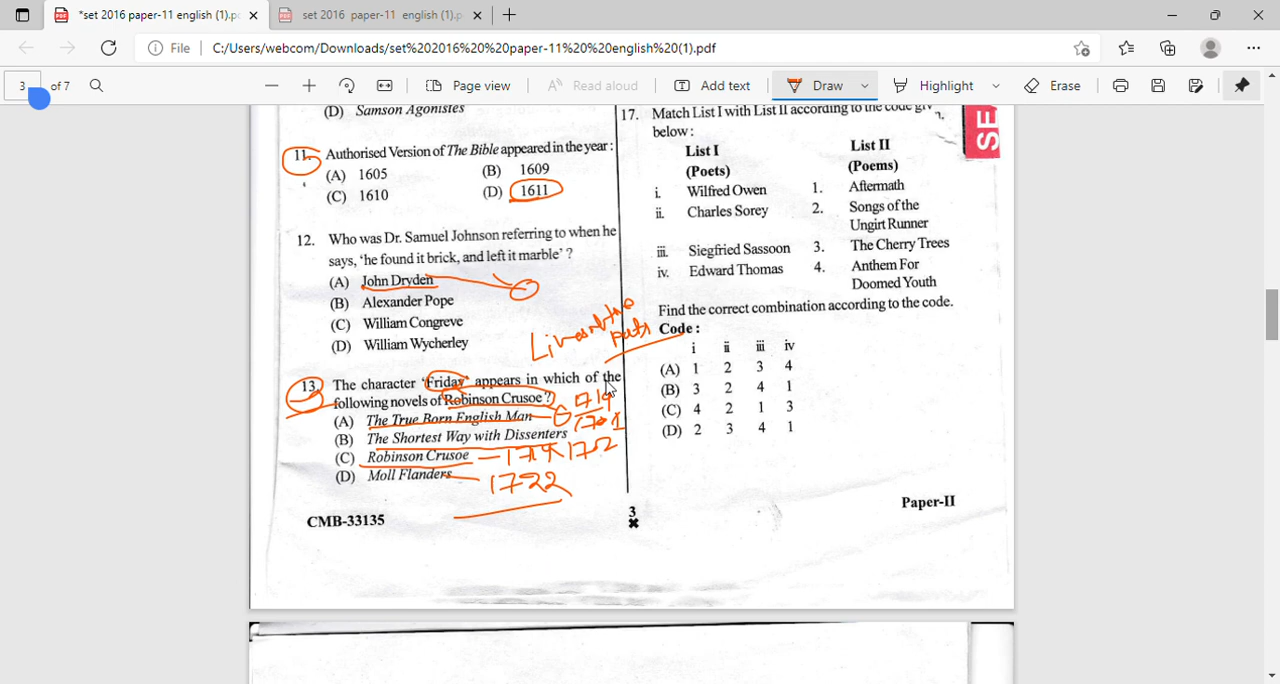 *set 2016 paper-11 english (1).p
set 2016 paper-11 english (1).p
File C:/Users/webcom/Downloads/set%202016%20%20paper-11%20%20english%20(1).pdf
3 of 7 Page view Read aloud Add text Draw Highlight Erase
(D) Samson Agonistes
11. Authorised Version of The Bible appeared in the year :
(A) 1605 (B) 1609
(C) 1610 (D) 1611
12. Who was Dr. Samuel Johnson referring to when he
says, 'he found it brick, and left it marble' ?
(A) John Dryden
(B) Alexander Pope
(C) William Congreve
(D) William Wycherley
13. The character 'Friday' appears in which of the
following novels of Robinson Crusoe ?
(A) The True Born English Man
(B) The Shortest Way with Dissenters
(C) Robinson Crusoe
(D) Moll Flanders
1702
1722
CMB-33135
3
17. Match List I with List II according to the code
below :
List I List II
(Poets) (Poems)
i. Wilfred Owen 1. Aftermath
ii. Charles Sorey 2. Songs of the
Ungirt Runner
iii. Siegfried Sassoon 3. The Cherry Trees
iv. Edward Thomas 4. Anthem For
Doomed Youth
Find the correct combination according to the code.
Code :
i ii iii iv
(A) 1 2 3 4
(B) 3 2 4 1
(C) 4 2 1 3
(D) 2 3 4 1
Paper-II
SE